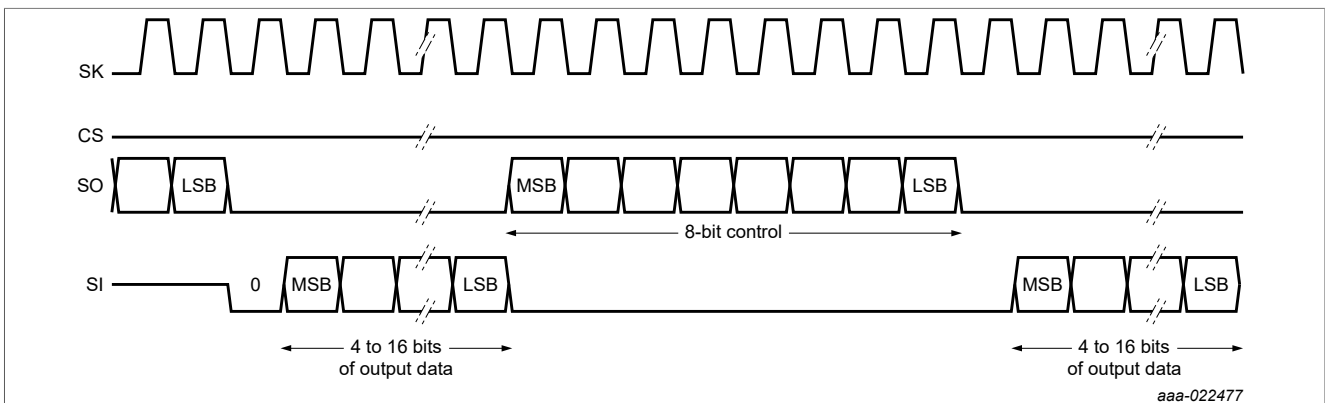 SK
CS
SO
LSB
MSB
LSB
8-bit control
SI
0
MSB
LSB
MSB
LSB
4 to 16 bits
of output data
4 to 16 bits
of output data
aaa-022477